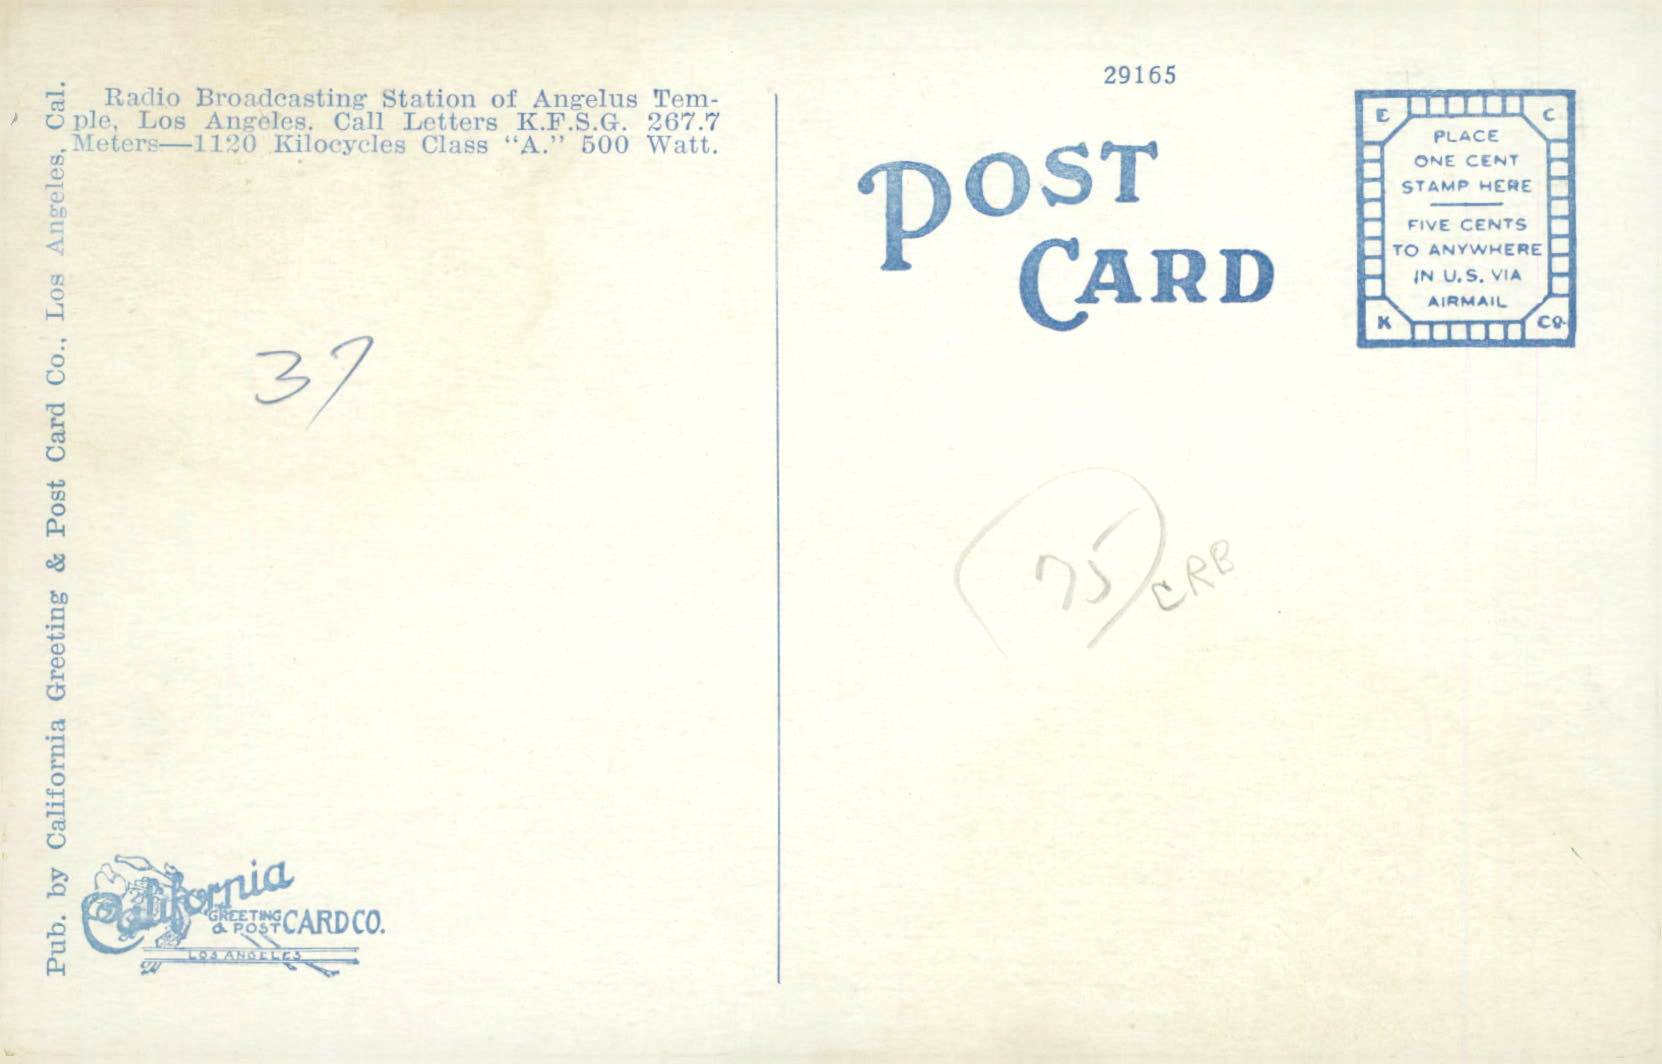 29165
Radio Broadcasting Station of Angelus Tem-
ple, Los Angeles. Call Letters K.F.S.G. 267.7
Meters—1120 Kilocycles Class "A." 500 Watt.
Pub. by California Greeting & Post Card Co., Los Angeles, Cal.
POST
CARD
E C
PLACE
ONE CENT
STAMP HERE
FIVE CENTS
TO ANYWHERE
IN U.S. VIA
AIRMAIL
K CO.
37
75
CRB
California
GREETING
& POST CARD CO.
LOS ANGELES